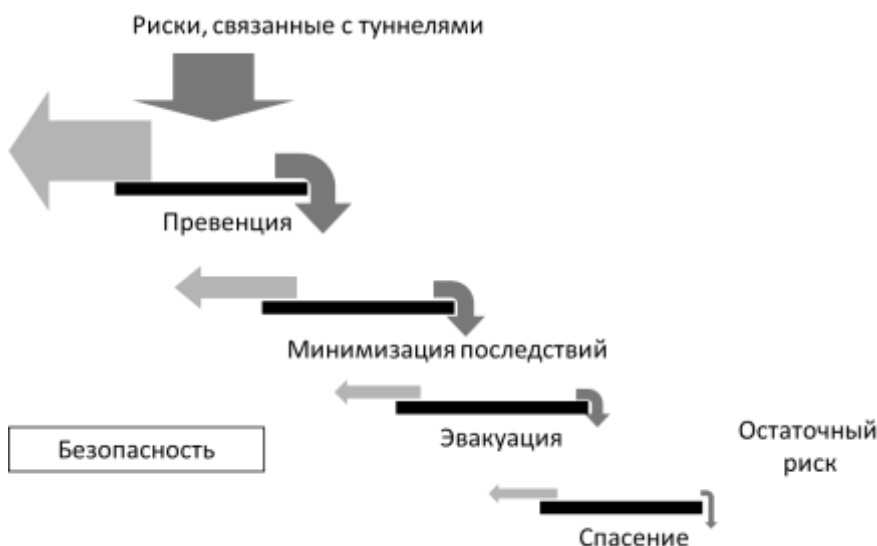 Риски, связанные с туннелями
Превенция
Минимизация последствий
Эвакуация
Безопасность
Остаточный
риск
Спасение